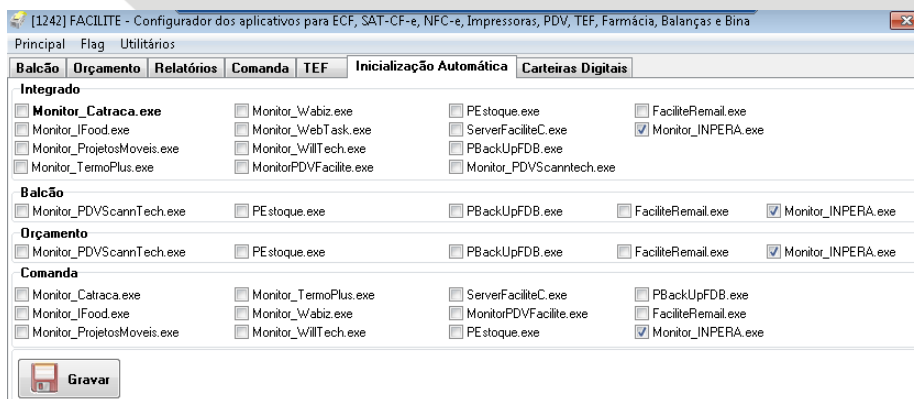 [1242] FACILITE - Configurador dos aplicativos para ECF, SAT-CF-e, NFC-e, Impressoras, PDV, TEF, Farmácia, Balanças e Bina
Principal Flag Utilitários
Balcão Orçamento Relatórios Comanda TEF Inicialização Automática Carteiras Digitais
Integrado
Monitor_Catraca.exe Monitor_Wabiz.exe PEstoque.exe FaciliteRemail.exe
Monitor_IFood.exe Monitor_WebTask.exe ServerFaciliteC.exe Monitor_INPERA.exe
Monitor_ProjetosMoveis.exe Monitor_WillTech.exe PBackUpFDB.exe
Monitor_TermoPlus.exe MonitorPDVFacilite.exe Monitor_PDVScanntech.exe
Balcão
Monitor_PDVScannTech.exe PEstoque.exe PBackUpFDB.exe FaciliteRemail.exe Monitor_INPERA.exe
Orçamento
Monitor_PDVScannTech.exe PEstoque.exe PBackUpFDB.exe FaciliteRemail.exe Monitor_INPERA.exe
Comanda
Monitor_Catraca.exe Monitor_TermoPlus.exe ServerFaciliteC.exe PBackUpFDB.exe
Monitor_IFood.exe Monitor_Wabiz.exe MonitorPDVFacilite.exe FaciliteRemail.exe
Monitor_ProjetosMoveis.exe Monitor_WillTech.exe PEstoque.exe Monitor_INPERA.exe
Gravar